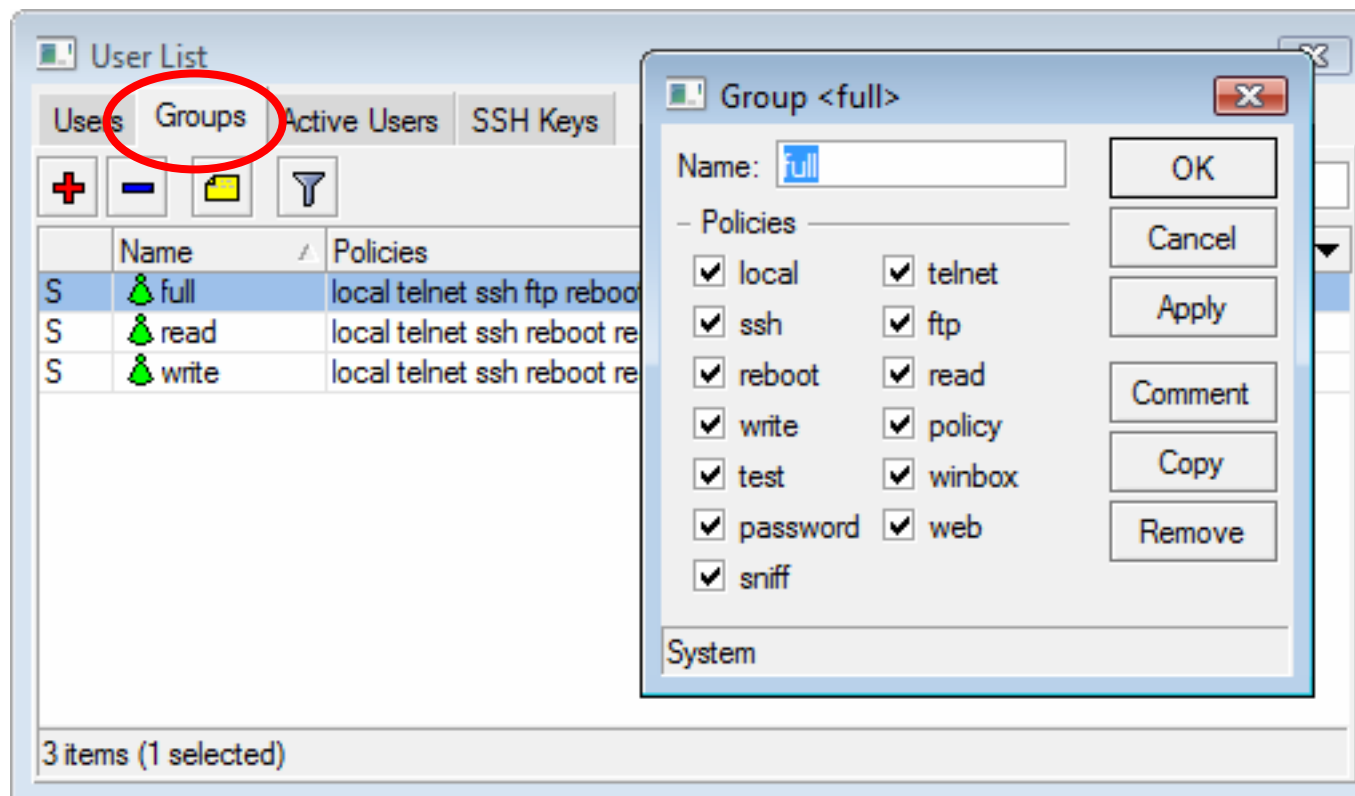 User List
Users Groups Active Users SSH Keys
Name Policies
S full local telnet ssh ftp reboot
S read local telnet ssh reboot re
S write local telnet ssh reboot re
3 items (1 selected)
Group <full>
Name: full
OK
Policies
Cancel
local telnet
Apply
ssh ftp
reboot read
Comment
write policy
Copy
test winbox
password web
Remove
sniff
System